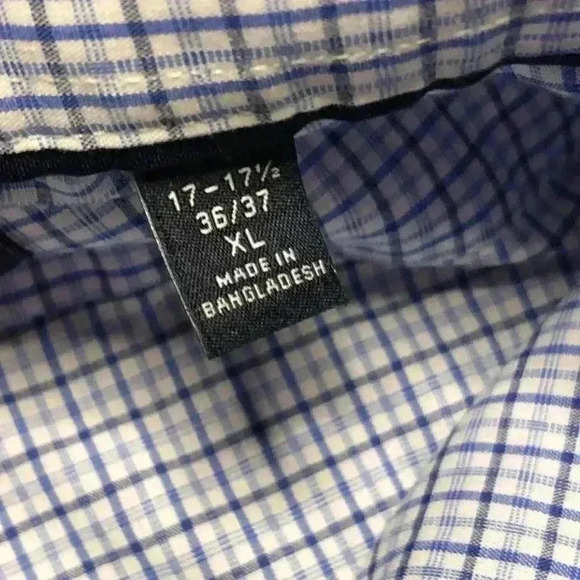 17-17½
36/37
XL
MADE IN
BANGLADESH